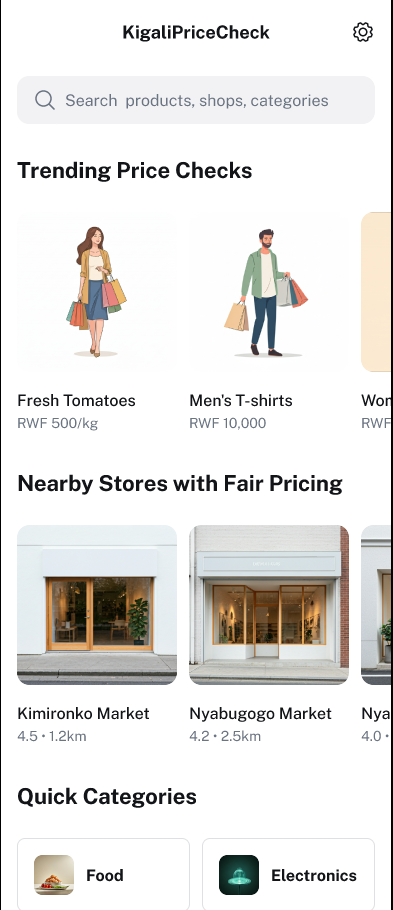 KigaliPriceCheck
Search products, shops, categories
Trending Price Checks
Fresh Tomatoes
RWF 500/kg
Men's T-shirts
RWF 10,000
Wom
RWF
Nearby Stores with Fair Pricing
Kimironko Market
4.5 • 1.2km
Nyabugogo Market
4.2 • 2.5km
Nya
4.0 •
Quick Categories
Food
Electronics